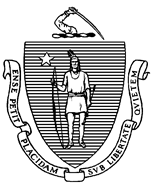 ENSE PETIT
PLACIDAM
SVB LIBERTATE
QVIETEM